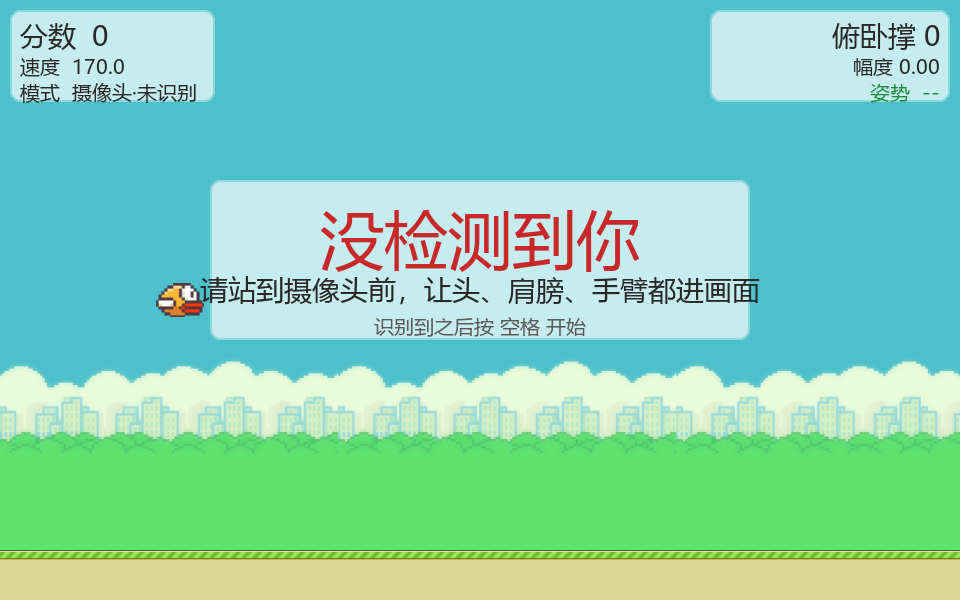 分数 0
速度 170.0
模式 摄像头·未识别
俯卧撑 0
幅度 0.00
姿势 --
没检测到你
请站到摄像头前，让头、肩膀、手臂都进画面
识别到之后按 空格 开始